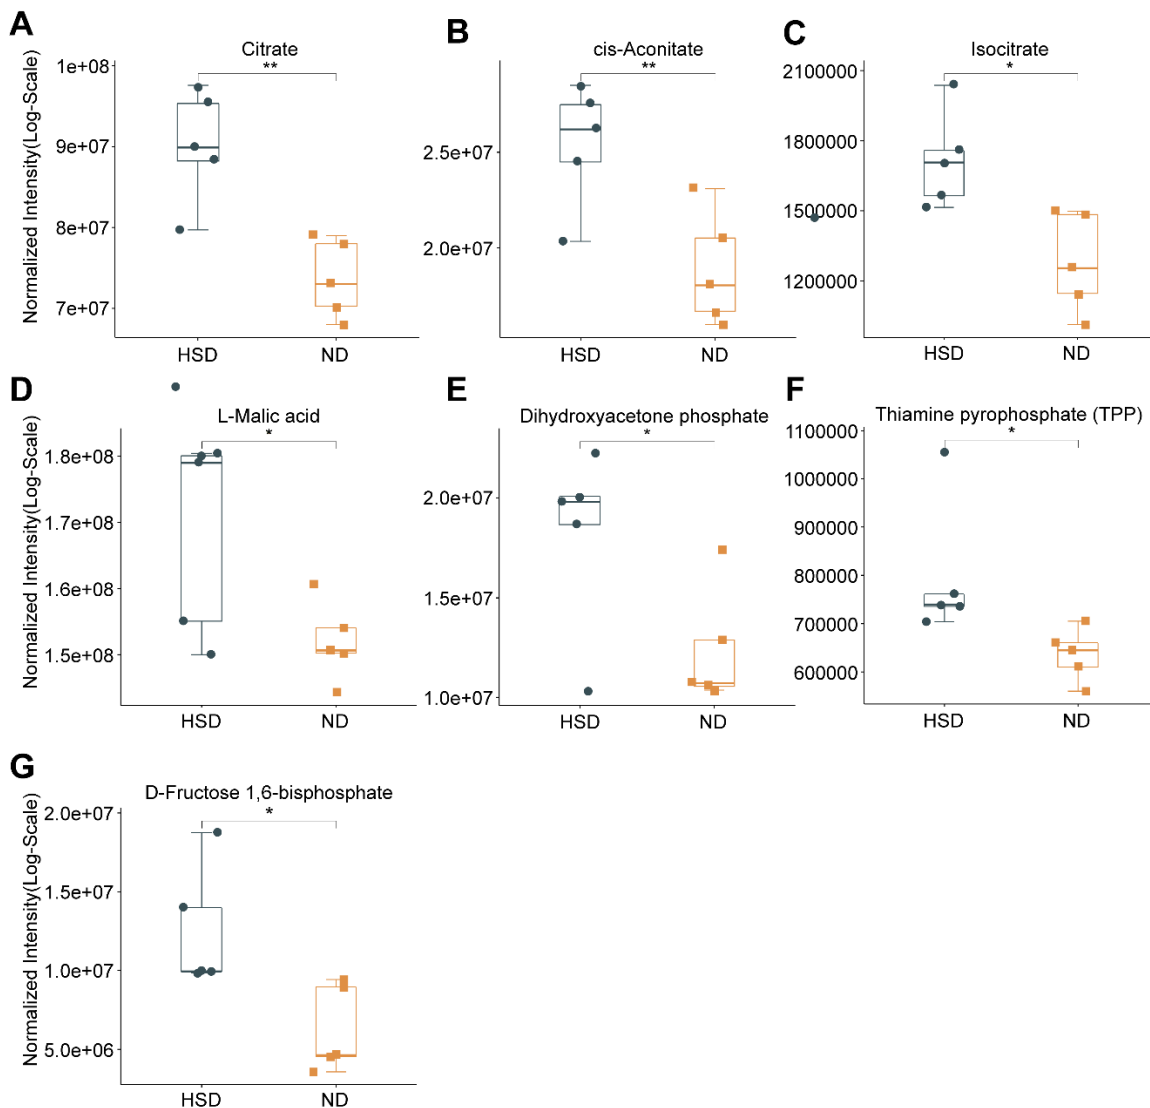 A
Citrate
**
Normalized Intensity(Log-Scale)
1e+08
9e+07
8e+07
7e+07
HSD
ND
B
cis-Aconitate
**
2.5e+07
2.0e+07
HSD
ND
C
Isocitrate
*
2100000
1800000
1500000
1200000
HSD
ND
D
L-Malic acid
*
Normalized Intensity(Log-Scale)
1.8e+08
1.7e+08
1.6e+08
1.5e+08
HSD
ND
E
Dihydroxyacetone phosphate
*
2.0e+07
1.5e+07
1.0e+07
HSD
ND
F
Thiamine pyrophosphate (TPP)
*
1100000
1000000
900000
800000
700000
600000
HSD
ND
G
D-Fructose 1,6-bisphosphate
*
Normalized Intensity(Log-Scale)
2.0e+07
1.5e+07
1.0e+07
5.0e+06
HSD
ND